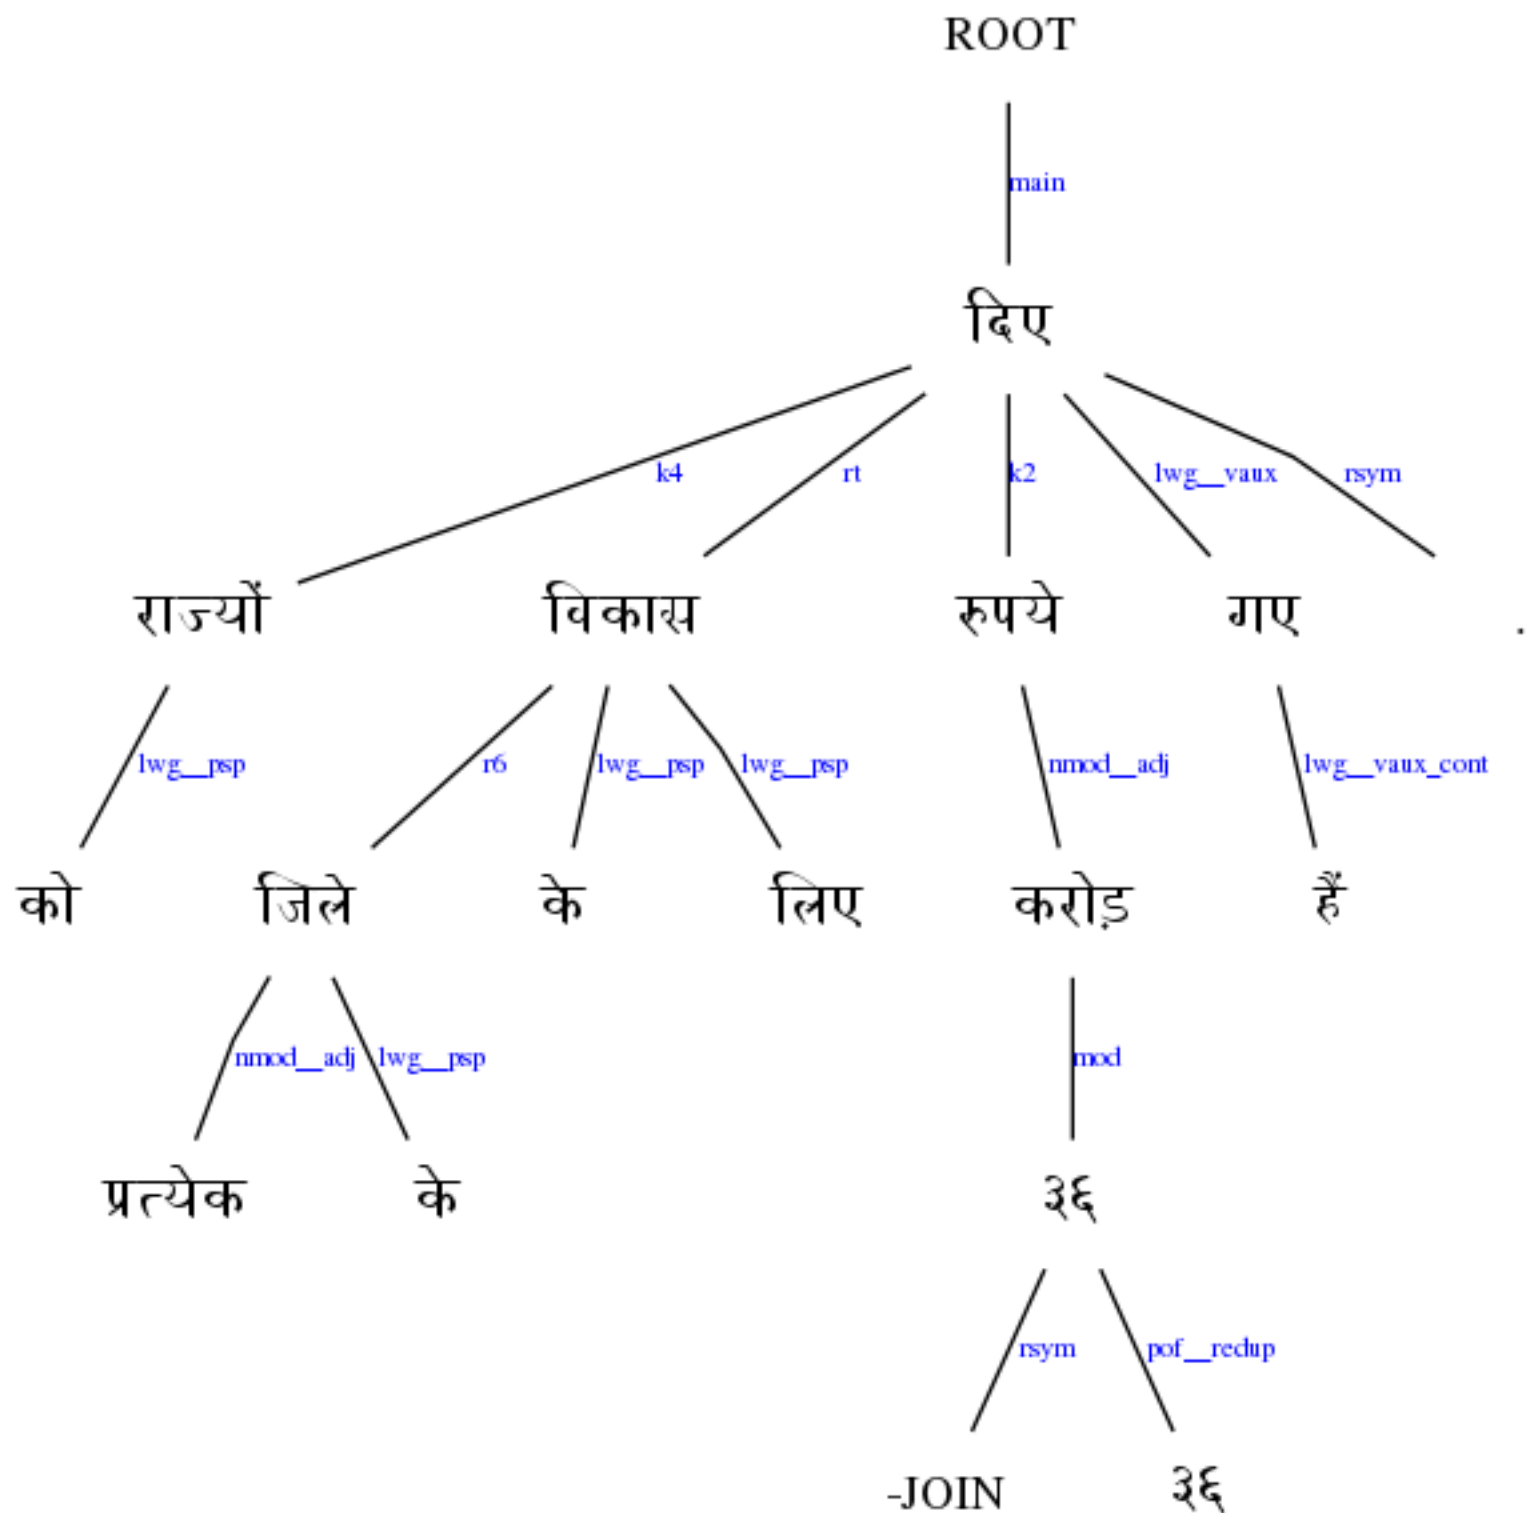 ROOT
main
दिए
k4 rt k2 lwg__vaux rsym
राज्यों विकास रुपये गए .
lwg__psp r6 lwg__psp lwg__psp nmod__adj lwg__vaux_cont
को जिले के लिए करोड़ हैं
nmod__adj lwg__psp mod
प्रत्येक के ३६
rsym pof__redup
-JOIN ३६